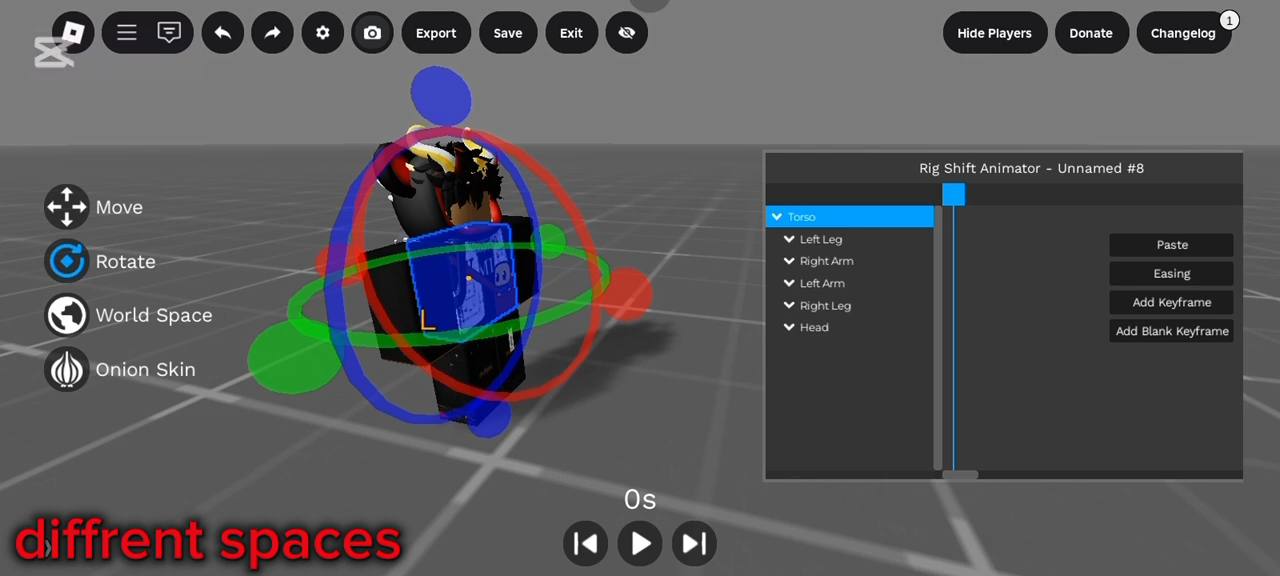 Export
Save
Exit
Hide Players
Donate
Changelog
1
Move
Rotate
World Space
Onion Skin
Rig Shift Animator - Unnamed #8
Torso
Left Leg
Right Arm
Left Arm
Right Leg
Head
Paste
Easing
Add Keyframe
Add Blank Keyframe
L
0s
diffrent spaces